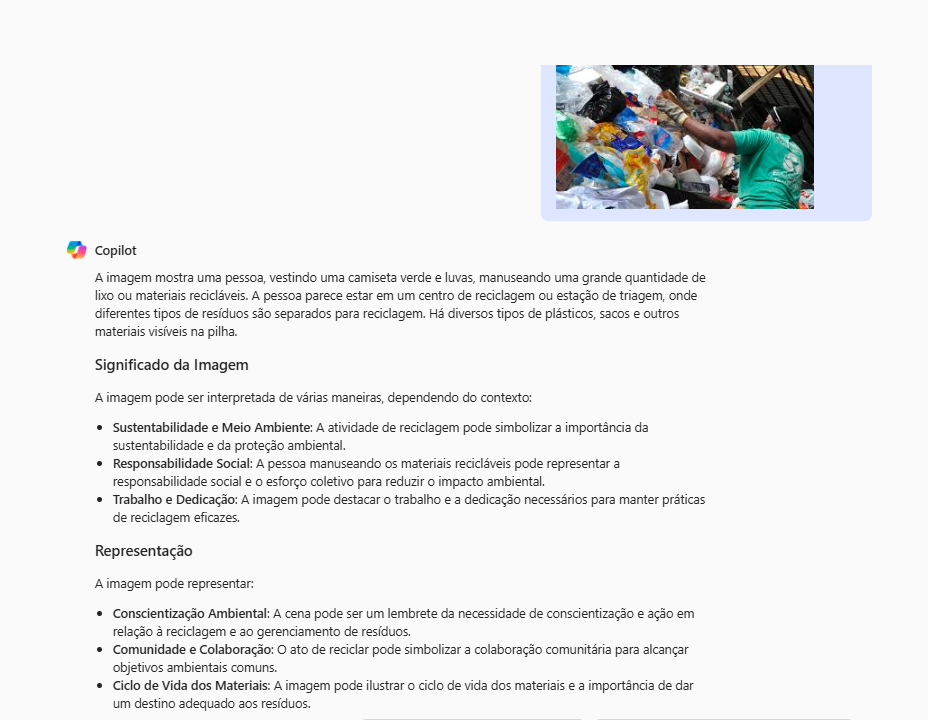 Copilot
A imagem mostra uma pessoa, vestindo uma camiseta verde e luvas, manuseando uma grande quantidade de
lixo ou materiais recicláveis. A pessoa parece estar em um centro de reciclagem ou estação de triagem, onde
diferentes tipos de resíduos são separados para reciclagem. Há diversos tipos de plásticos, sacos e outros
materiais visíveis na pilha.
Significado da Imagem
A imagem pode ser interpretada de várias maneiras, dependendo do contexto:
• Sustentabilidade e Meio Ambiente: A atividade de reciclagem pode simbolizar a importância da
sustentabilidade e da proteção ambiental.
• Responsabilidade Social: A pessoa manuseando os materiais recicláveis pode representar a
responsabilidade social e o esforço coletivo para reduzir o impacto ambiental.
• Trabalho e Dedicação: A imagem pode destacar o trabalho e a dedicação necessários para manter práticas
de reciclagem eficazes.
Representação
A imagem pode representar:
• Conscientização Ambiental: A cena pode ser um lembrete da necessidade de conscientização e ação em
relação à reciclagem e ao gerenciamento de resíduos.
• Comunidade e Colaboração: O ato de reciclar pode simbolizar a colaboração comunitária para alcançar
objetivos ambientais comuns.
• Ciclo de Vida dos Materiais: A imagem pode ilustrar o ciclo de vida dos materiais e a importância de dar
um destino adequado aos resíduos.